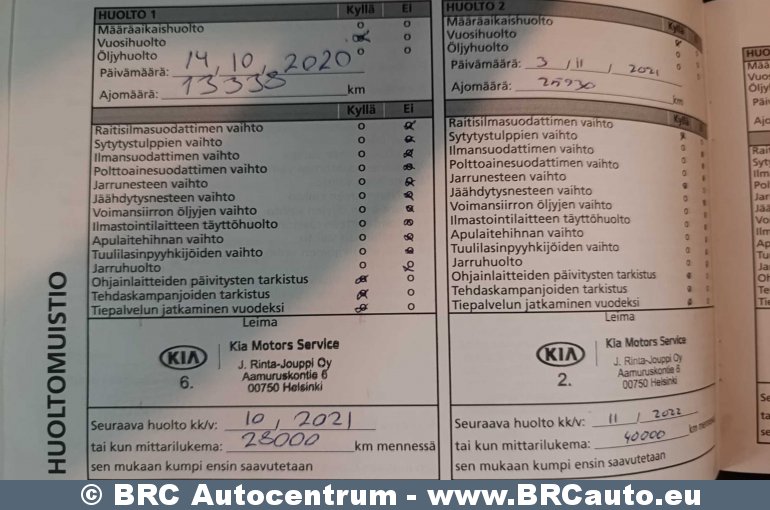 HUOLTOMUISTIO
HUOLTO 1 Kyllä Ei
Määräaikaishuolto
Vuosihuolto
Öljyhuolto
Päivämäärä: 14, 10, 2020
Ajomäärä: 13338 km
Kyllä Ei
Raitisilmasuodattimen vaihto
Sytytystulppien vaihto
Ilmansuodattimen vaihto
Polttoainesuodattimen vaihto
Jarrunesteen vaihto
Jäähdytysnesteen vaihto
Voimansiirron öljyjen vaihto
Ilmastointilaitteen täyttöhuolto
Apulaitehihnan vaihto
Tuulilasinpyyhkijöiden vaihto
Jarruhuolto
Ohjainlaitteiden päivitysten tarkistus
Tehdaskampanjoiden tarkistus
Tiepalvelun jatkaminen vuodeksi
Leima
KIA
6.
Kia Motors Service
J. Rinta-Jouppi Oy
Aamuruskontie 6
00750 Helsinki
Seuraava huolto kk/v: 10, 2021
tai kun mittarilukema: 28000 km mennessä
sen mukaan kumpi ensin saavutetaan
HUOLTO 2 Kyllä Ei
Määräaikaishuolto
Vuosihuolto
Öljyhuolto
Päivämäärä: 3 / 11 / 2021
Ajomäärä: 25930 km
Kyllä
Raitisilmasuodattimen vaihto
Sytytystulppien vaihto
Ilmansuodattimen vaihto
Polttoainesuodattimen vaihto
Jarrunesteen vaihto
Jäähdytysnesteen vaihto
Voimansiirron öljyjen vaihto
Ilmastointilaitteen täyttöhuolto
Apulaitehihnan vaihto
Tuulilasinpyyhkijöiden vaihto
Jarruhuolto
Ohjainlaitteiden päivitysten tarkistus
Tehdaskampanjoiden tarkistus
Tiepalvelun jatkaminen vuodeksi
Leima
KIA
2.
Kia Motors Service
J. Rinta-Jouppi Oy
Aamuruskontie 6
00750 Helsinki
Seuraava huolto kk/v: 11 / 2022
tai kun mittarilukema: 40000 km mennessä
sen mukaan kumpi ensin saavutetaan
© BRC Autocentrum - www.BRCauto.eu